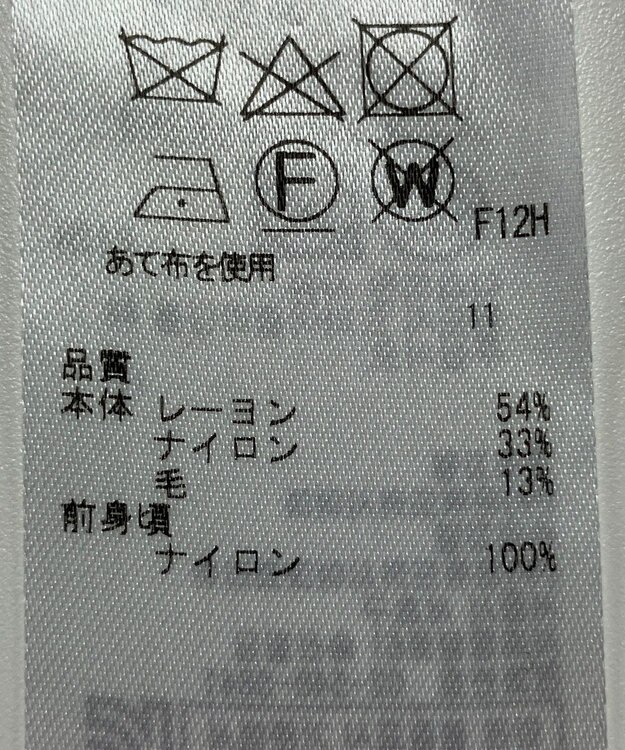 F
W
F12H
あて布を使用
11
品質
本体 レーヨン 54%
ナイロン 33%
毛 13%
前身頃
ナイロン 100%